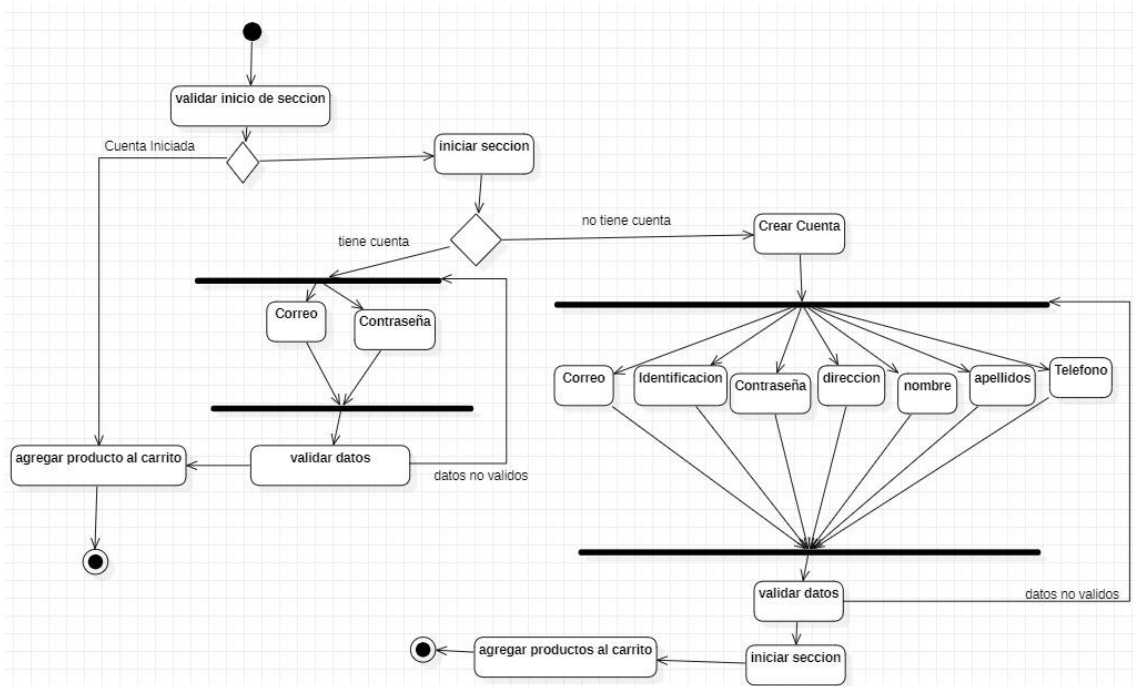 validar inicio de seccion
Cuenta Iniciada
iniciar seccion
no tiene cuenta
Crear Cuenta
tiene cuenta
Correo
Contraseña
Correo
Identificacion
Contraseña
direccion
nombre
apellidos
Telefono
agregar producto al carrito
validar datos
datos no validos
validar datos
datos no validos
agregar productos al carrito
iniciar seccion